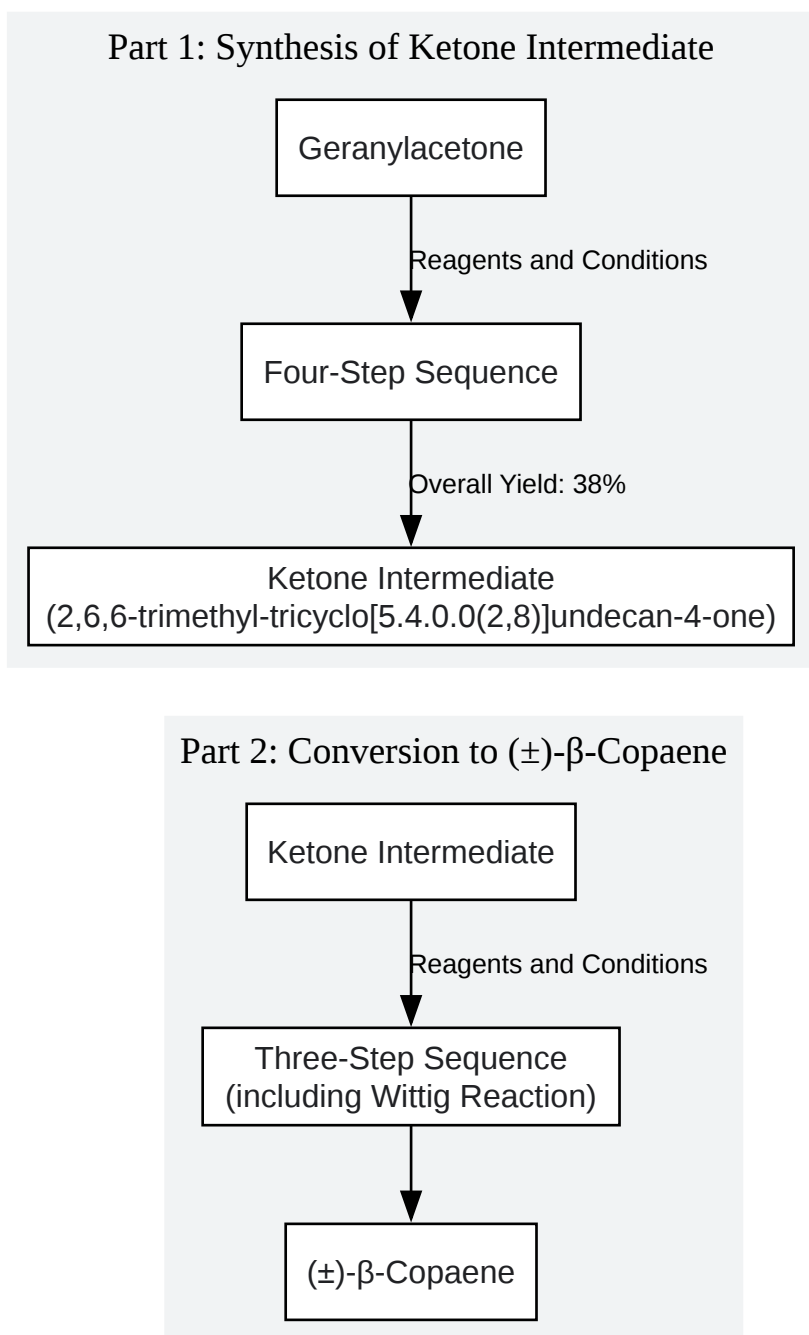 Part 1: Synthesis of Ketone Intermediate
Geranylacetone
Reagents and Conditions
Four-Step Sequence
Overall Yield: 38%
Ketone Intermediate
(2,6,6-trimethyl-tricyclo[5.4.0.0(2,8)]undecan-4-one)
Part 2: Conversion to (±)-β-Copaene
Ketone Intermediate
Reagents and Conditions
Three-Step Sequence
(including Wittig Reaction)
(±)-β-Copaene